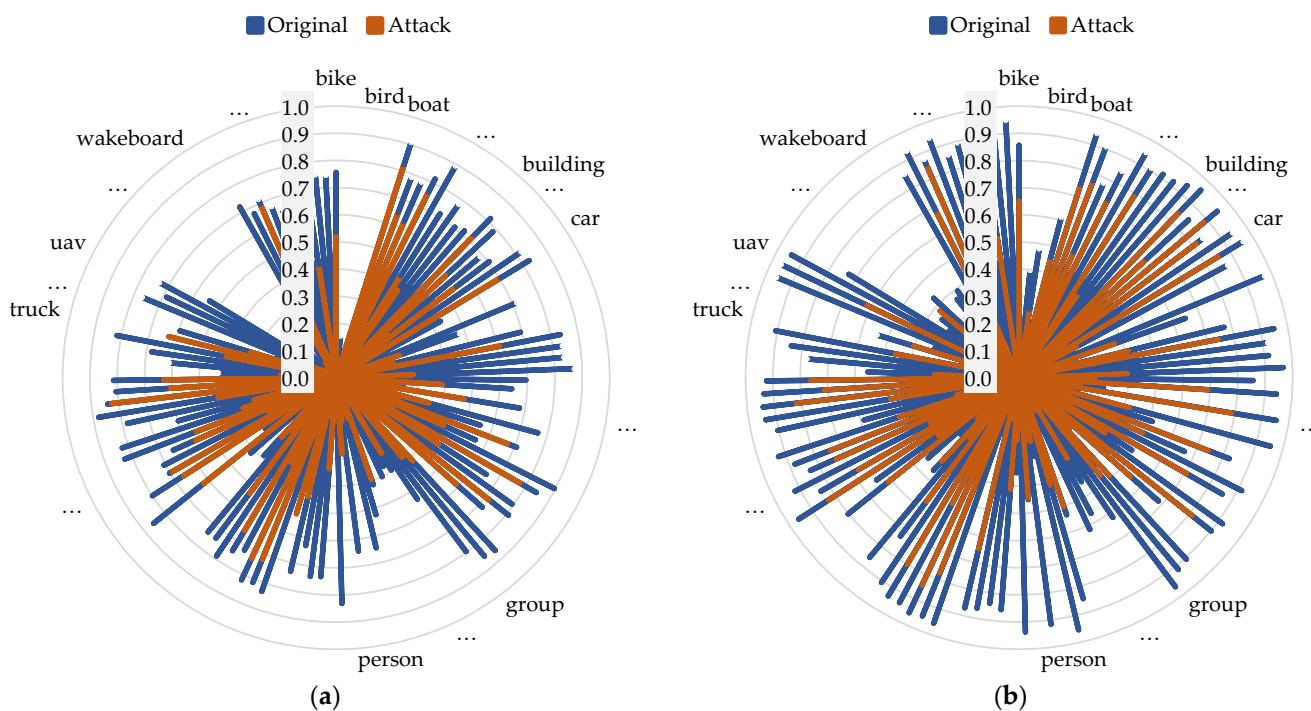 Original Attack
bike
bird
boat
…
building
…
car
…
group
…
person
…
truck
…
uav
…
wakeboard
…
1.0
0.9
0.8
0.7
0.6
0.5
0.4
0.3
0.2
0.1
0.0
(a)
Original Attack
bike
bird
boat
…
building
…
car
…
group
…
person
…
truck
…
uav
…
wakeboard
…
1.0
0.9
0.8
0.7
0.6
0.5
0.4
0.3
0.2
0.1
0.0
(b)